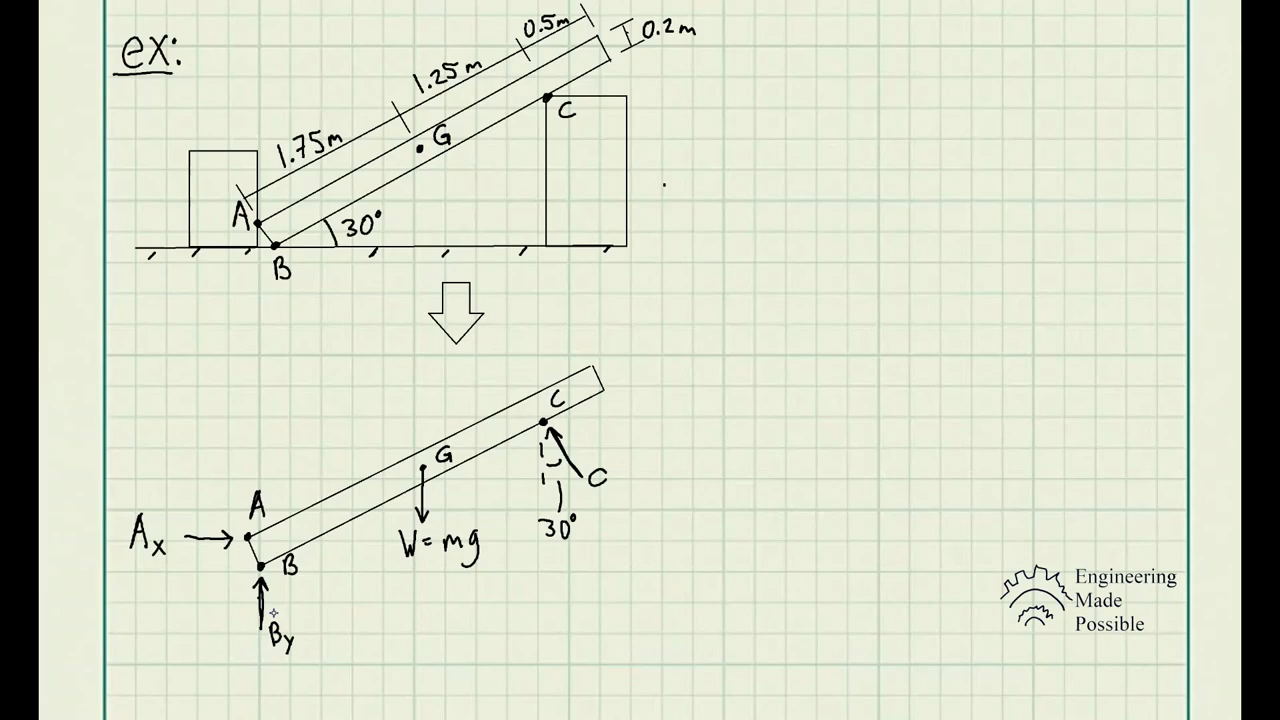 ex:
0.5m
0.2m
1.25m
1.75m
G
C
A
30°
B
C
A
G
C
Ax
W=mg
30°
B
By
Engineering
Made
Possible